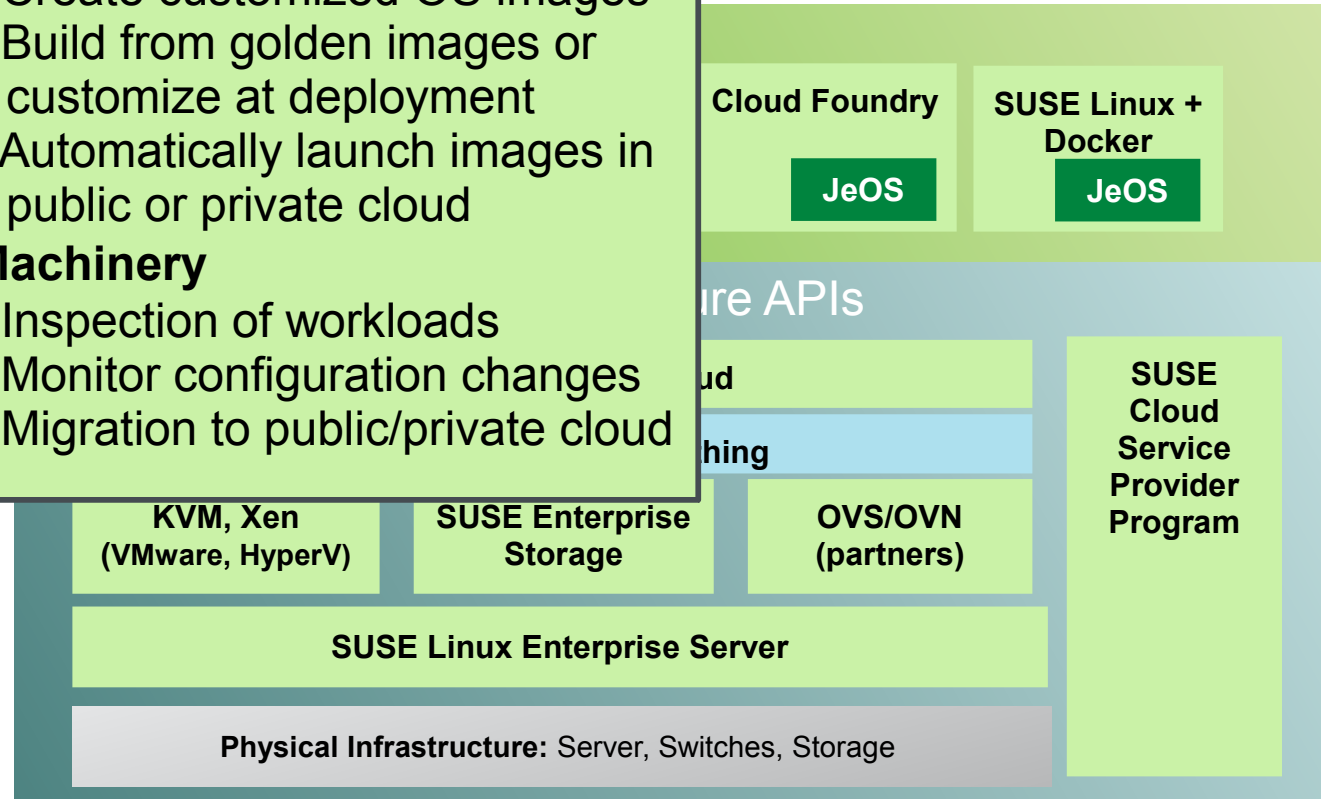 Build from golden images or
customize at deployment
Automatically launch images in
public or private cloud
Machinery
Inspection of workloads
Monitor configuration changes
Migration to public/private cloud
Cloud Foundry
JeOS
SUSE Linux +
Docker
JeOS
APIs
KVM, Xen
(VMware, HyperV)
SUSE Enterprise
Storage
OVS/OVN
(partners)
SUSE Linux Enterprise Server
Physical Infrastructure: Server, Switches, Storage
SUSE
Cloud
Service
Provider
Program